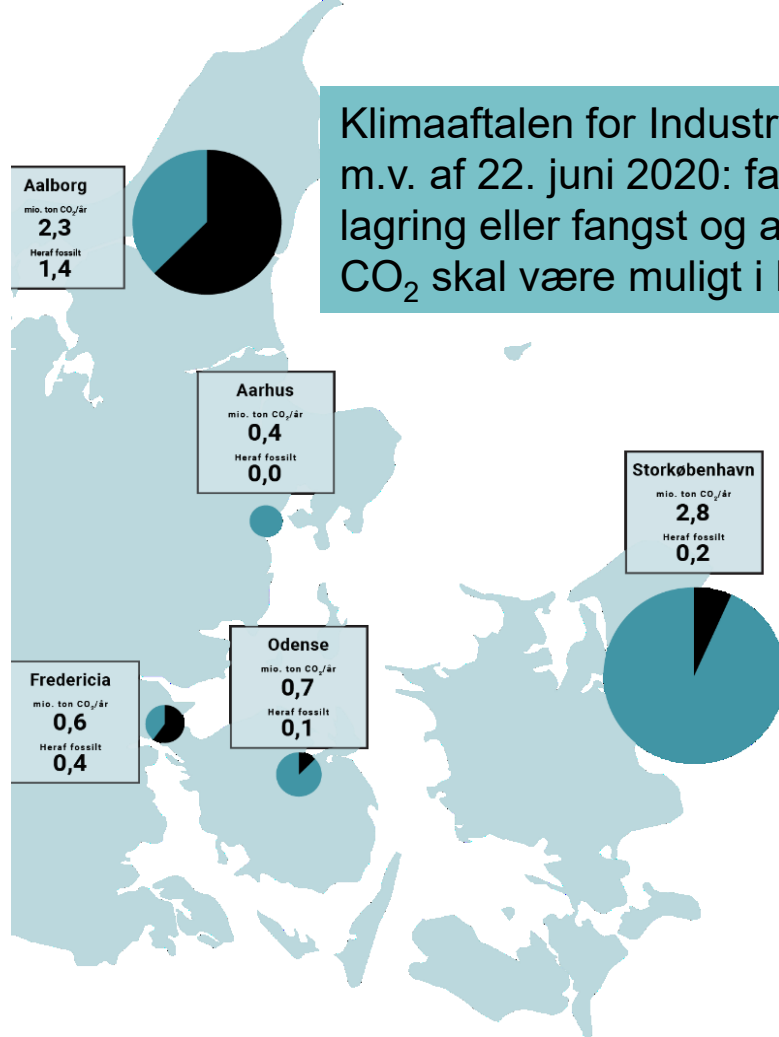 Klimaaftalen for
m.v. af 22. juni 2020:
lagring eller fangst og
CO₂ skal være muligt i
Aalborg
mio. ton CO₂/år
2,3
Heraf fossilt
1,4
Aarhus
mio. ton CO₂/år
0,4
Heraf fossilt
0,0
Storkøbenhavn
mio. ton CO₂/år
2,8
Heraf fossilt
0,2
Odense
mio. ton CO₂/år
0,7
Heraf fossilt
0,1
Fredericia
mio. ton CO₂/år
0,6
Heraf fossilt
0,4